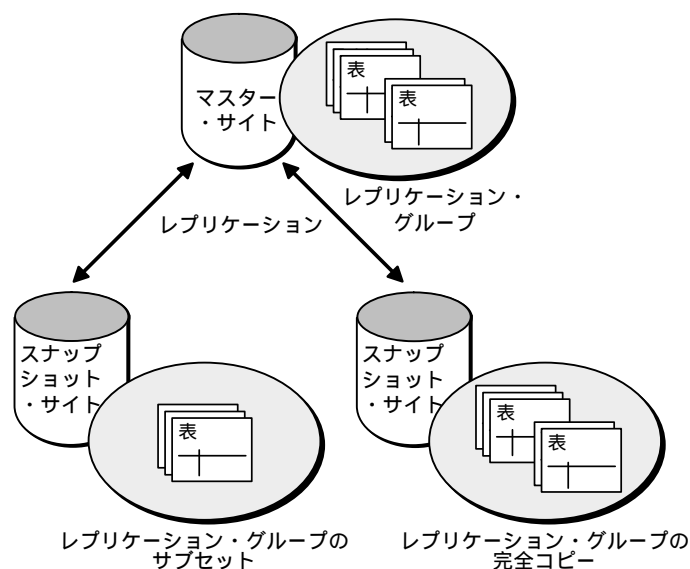 マスター
・サイト
表
表
レプリケーション・
グループ
レプリケーション
スナップ
ショット
・サイト
表
レプリケーション・グループの
サブセット
スナップ
ショット
・サイト
表
表
レプリケーション・グループの
完全コピー